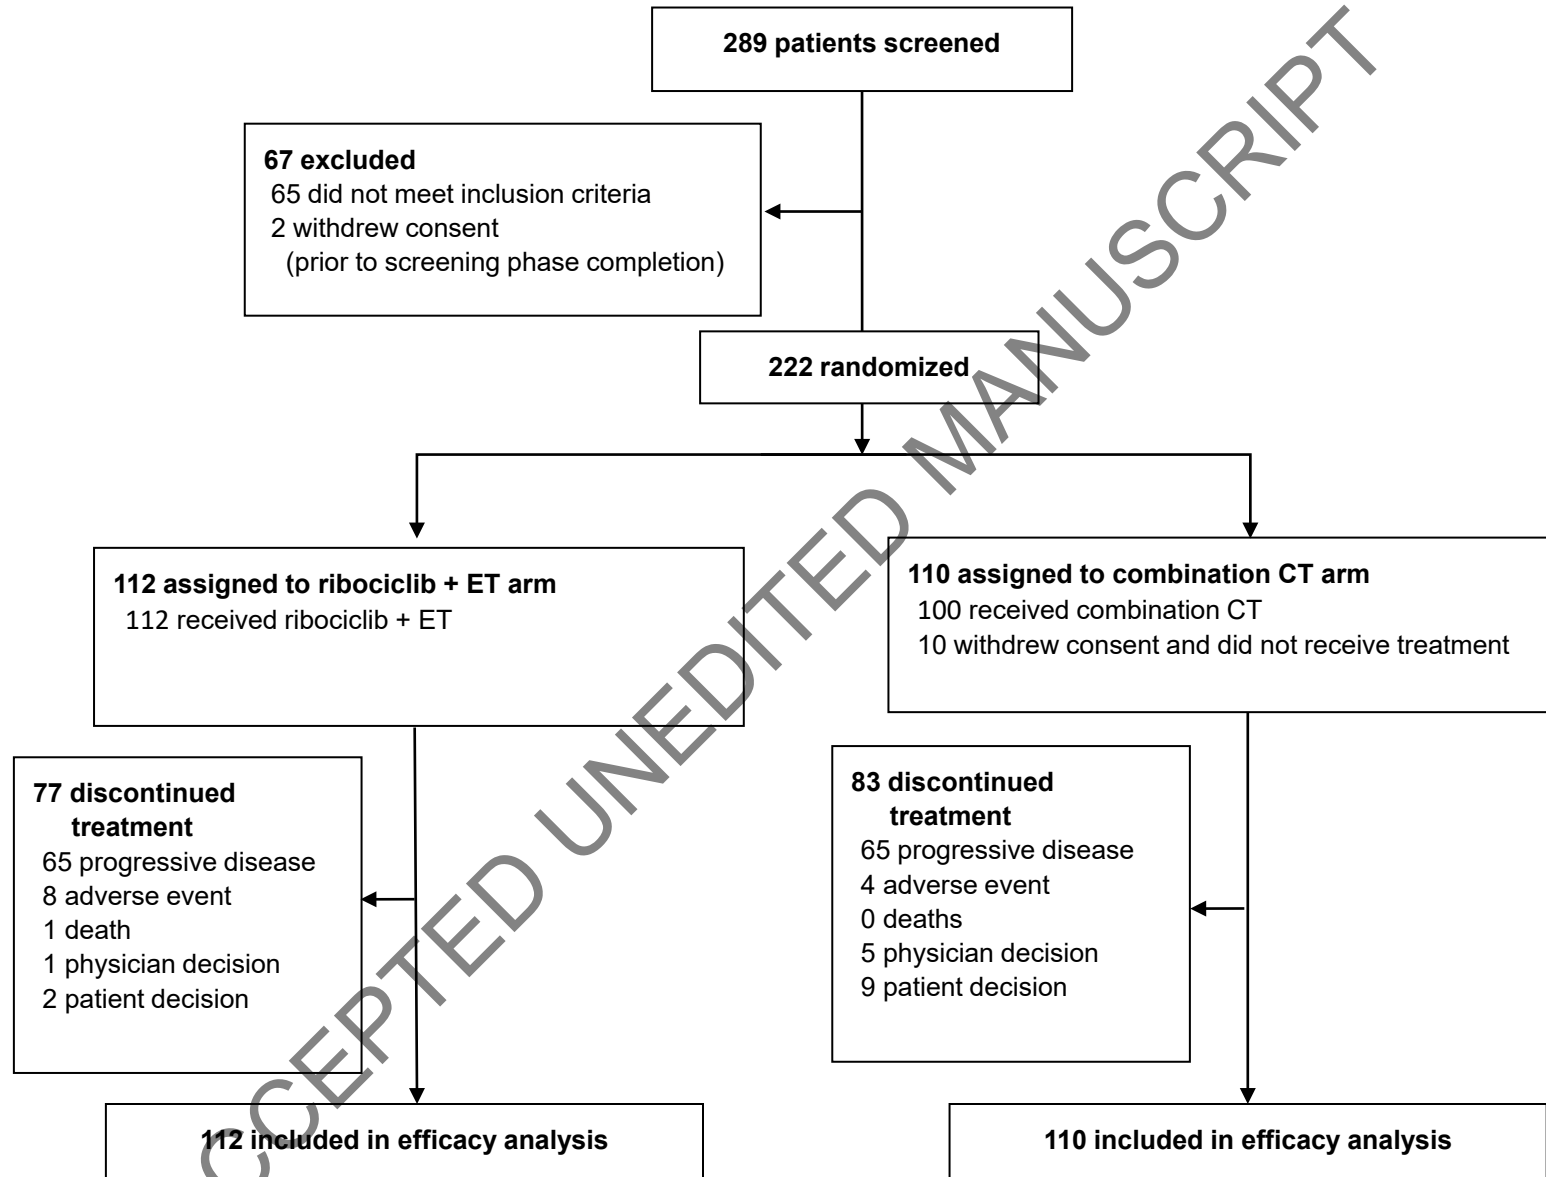 289 patients screened
67 excluded
65 did not meet inclusion criteria
2 withdrew consent
(prior to screening phase completion)
222 randomized
112 assigned to ribociclib + ET arm
112 received ribociclib + ET
110 assigned to combination CT arm
100 received combination CT
10 withdrew consent and did not receive treatment
77 discontinued
treatment
65 progressive disease
8 adverse event
1 death
1 physician decision
2 patient decision
83 discontinued
treatment
65 progressive disease
4 adverse event
0 deaths
5 physician decision
9 patient decision
112 included in efficacy analysis
110 included in efficacy analysis
CCEPTED UNEDITED MANUSCRIPT